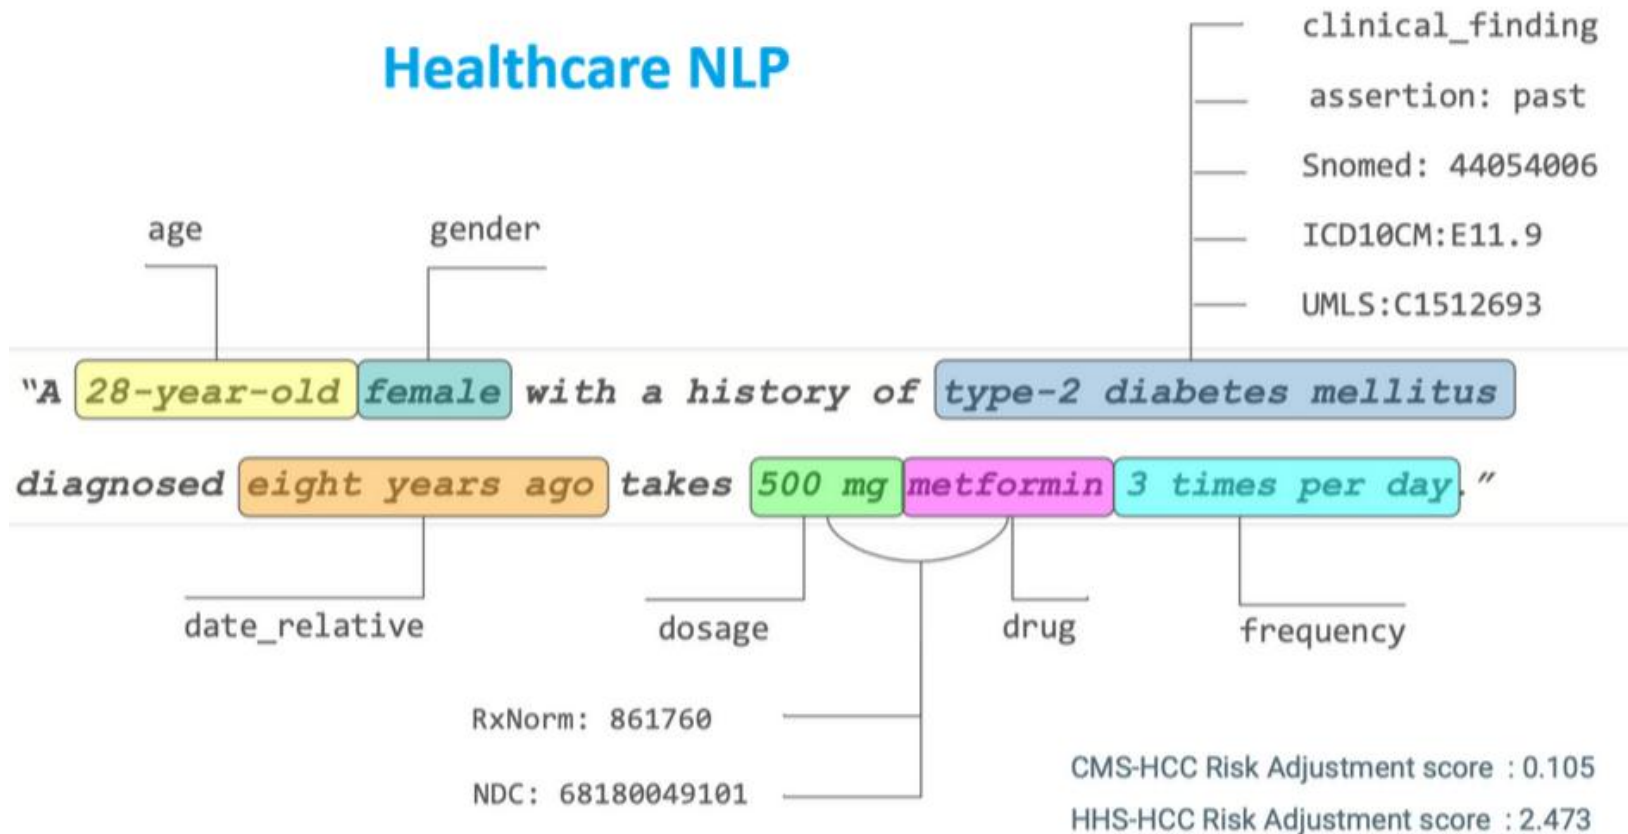 Healthcare NLP
clinical_finding
assertion: past
Snomed: 44054006
ICD10CM:E11.9
UMLS:C1512693
age
gender
"A 28-year-old female with a history of type-2 diabetes mellitus
diagnosed eight years ago takes 500 mg metformin 3 times per day."
date_relative
dosage
drug
frequency
RxNorm: 861760
NDC: 68180049101
CMS-HCC Risk Adjustment score : 0.105
HHS-HCC Risk Adjustment score : 2.473